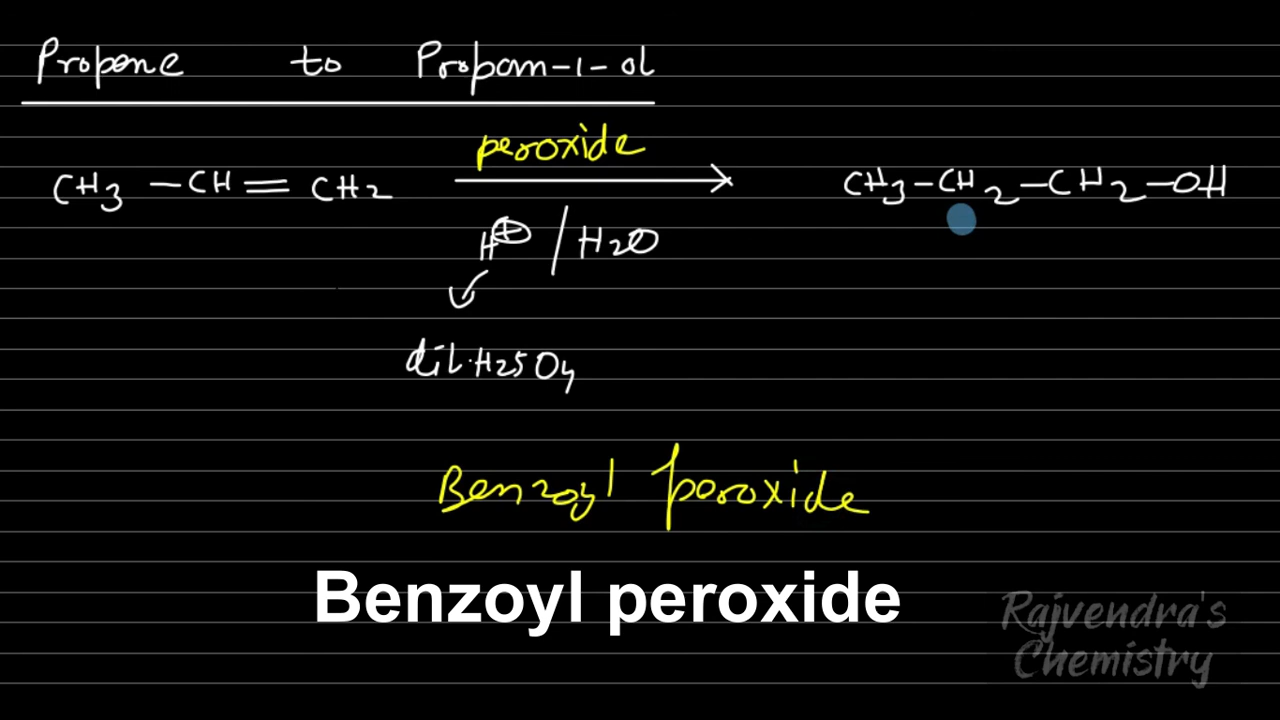 Propene to Propan-1-ol
peroxide
CH3 – CH = CH2 → CH3–CH2–CH2–OH
H⊕ / H2O
dil. H2SO4
Benzoyl peroxide
Benzoyl peroxide
Rajvendra's
Chemistry